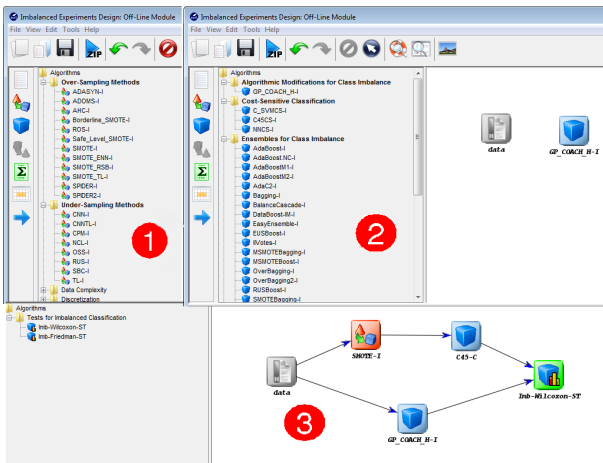 Imbalanced Experiments Design: Off-Line Module
File View Edit Tools Help
ZIP
Algorithms
Over-Sampling Methods
ADASYN-I
ADOMS-I
AHC-I
Borderline_SMOTE-I
ROS-I
Safe_Level_SMOTE-I
SMOTE-I
SMOTE_ENN-I
SMOTE_RSB-I
SMOTE_TL-I
SPIDER-I
SPIDER2-I
Under-Sampling Methods
CNN-I
CNNTL-I
CPM-I
NCL-I
OSS-I
RUS-I
SBC-I
TL-I
Data Complexity
Discretization
1
Imbalanced Experiments Design: Off-Line Module
File View Edit Tools Help
ZIP
Algorithms
Algorithmic Modifications for Class Imbalance
GP_COACH_H-I
Cost-Sensitive Classification
C_SVMCS-I
C45CS-I
NNCS-I
Ensembles for Class Imbalance
AdaBoost-I
AdaBoost.NC-I
AdaBoostM1-I
AdaBoostM2-I
AdaC2-I
Bagging-I
BalanceCascade-I
DataBoost-IM-I
EasyEnsemble-I
EUSBoost-I
IIVotes-I
MSMOTEBagging-I
MSMOTEBoost-I
OverBagging-I
OverBagging2-I
RUSBoost-I
SMOTEBagging-I
2
data
GP_COACH_H-I
Algorithms
Tests for Imbalanced Classification
Imb-Wilcoxon-ST
Imb-Friedman-ST
SMOTE-I
C45-C
data
Imb-Wilcoxon-ST
3
GP_COACH_H-I